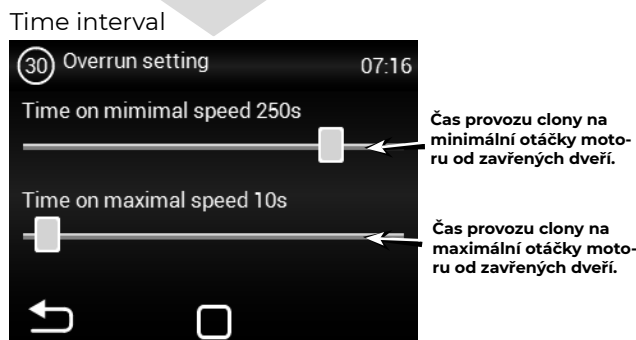 Time interval
30 Overrun setting 07:16
Time on mimimal speed 250s
Čas provozu clony na
minimální otáčky moto-
ru od zavřených dveří.
Time on maximal speed 10s
Čas provozu clony na
maximální otáčky moto-
ru od zavřených dveří.